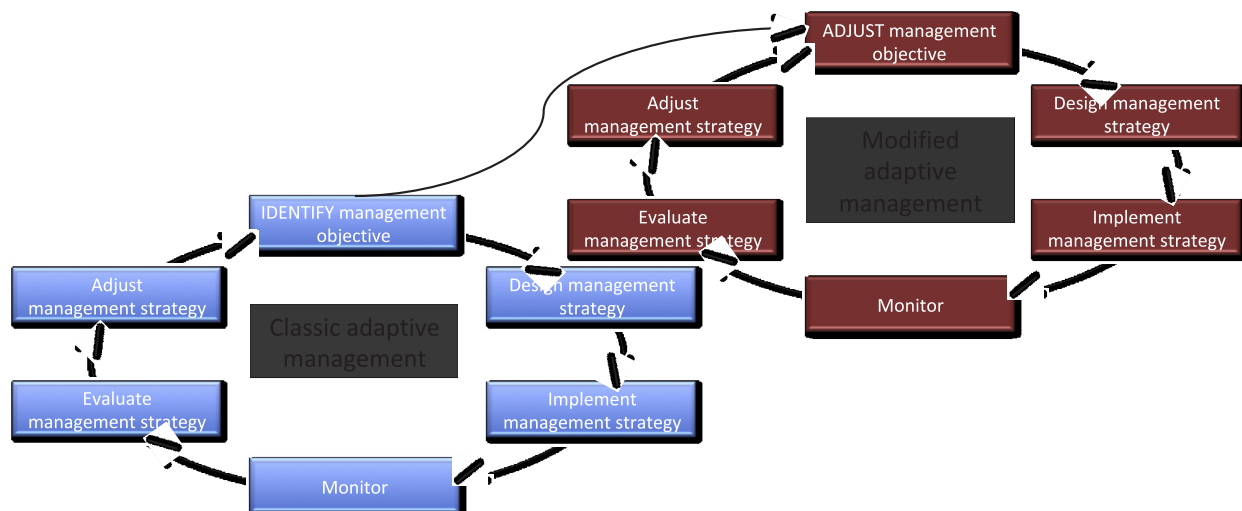 ADJUST management
objective
Adjust
management strategy
Design management
strategy
Modified
adaptive
management
Evaluate
management strategy
Implement
management strategy
Monitor
IDENTIFY management
objective
Adjust
management strategy
Design management
strategy
Classic adaptive
management
Evaluate
management strategy
Implement
management strategy
Monitor